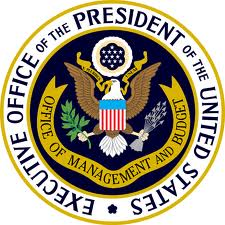 EXECUTIVE OFFICE OF THE PRESIDENT OF THE UNITED STATES
OFFICE OF MANAGEMENT AND BUDGET